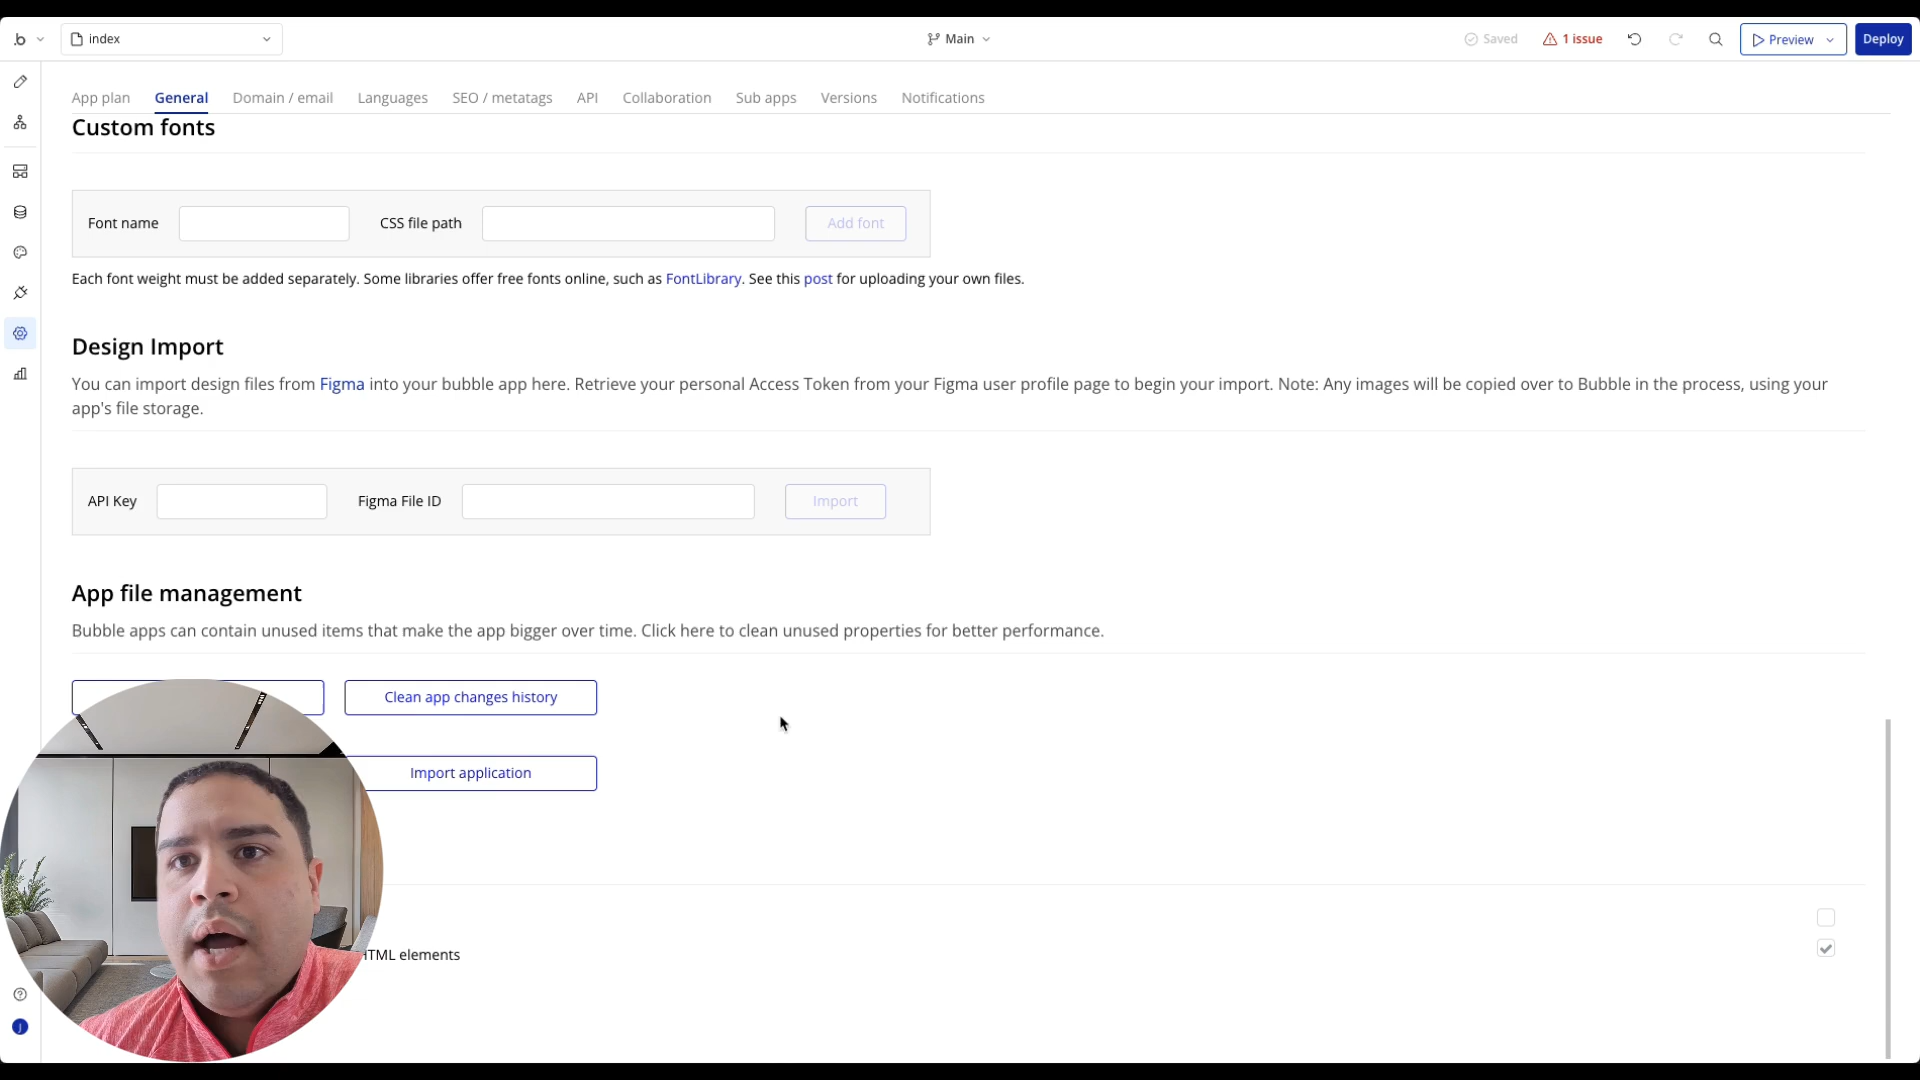 .b
index
Main
Saved
1 issue
Preview
Deploy
App plan
General
Domain / email
Languages
SEO / metatags
API
Collaboration
Sub apps
Versions
Notifications
Custom fonts
Font name
CSS file path
Add font
Each font weight must be added separately. Some libraries offer free fonts online, such as FontLibrary. See this post for uploading your own files.
Design Import
You can import design files from Figma into your bubble app here. Retrieve your personal Access Token from your Figma user profile page to begin your import. Note: Any images will be copied over to Bubble in the process, using your
app's file storage.
API Key
Figma File ID
Import
App file management
Bubble apps can contain unused items that make the app bigger over time. Click here to clean unused properties for better performance.
Clean app changes history
Import application
HTML elements
J